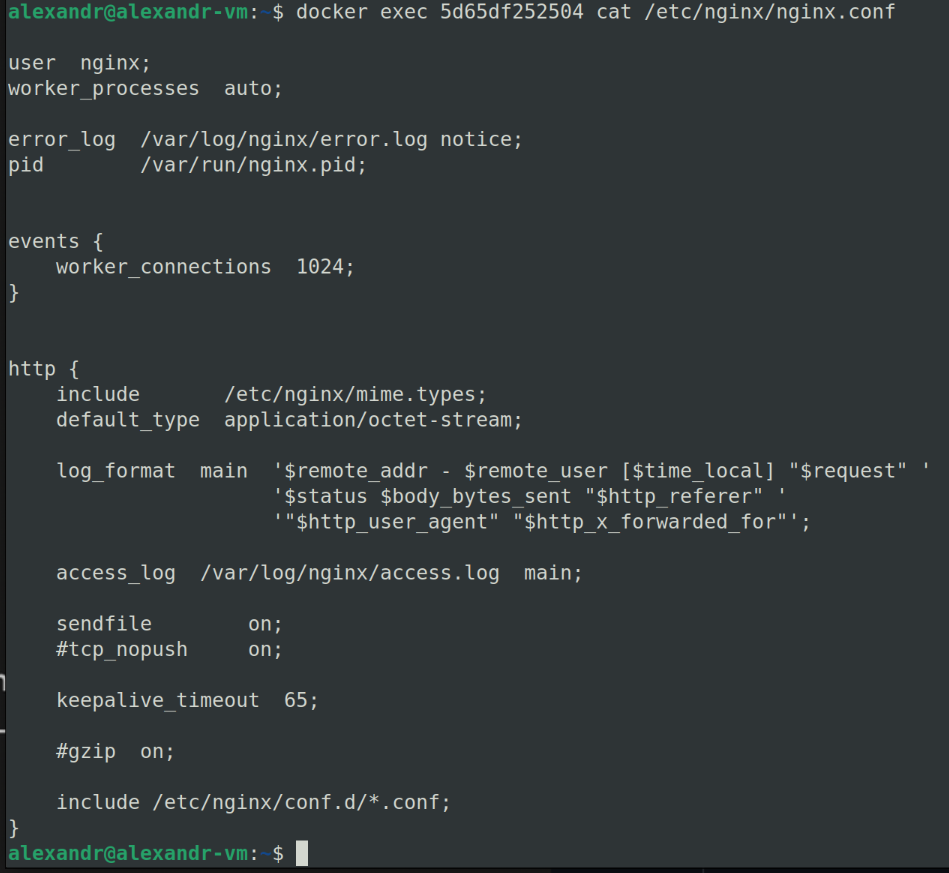 alexandr@alexandr-vm:~$ docker exec 5d65df252504 cat /etc/nginx/nginx.conf

user  nginx;
worker_processes  auto;

error_log  /var/log/nginx/error.log notice;
pid        /var/run/nginx.pid;


events {
    worker_connections  1024;
}


http {
    include       /etc/nginx/mime.types;
    default_type  application/octet-stream;

    log_format  main  '$remote_addr - $remote_user [$time_local] "$request" '
                      '$status $body_bytes_sent "$http_referer" '
                      '"$http_user_agent" "$http_x_forwarded_for"';

    access_log  /var/log/nginx/access.log  main;

    sendfile        on;
    #tcp_nopush     on;

    keepalive_timeout  65;

    #gzip  on;

    include /etc/nginx/conf.d/*.conf;
}
alexandr@alexandr-vm:~$